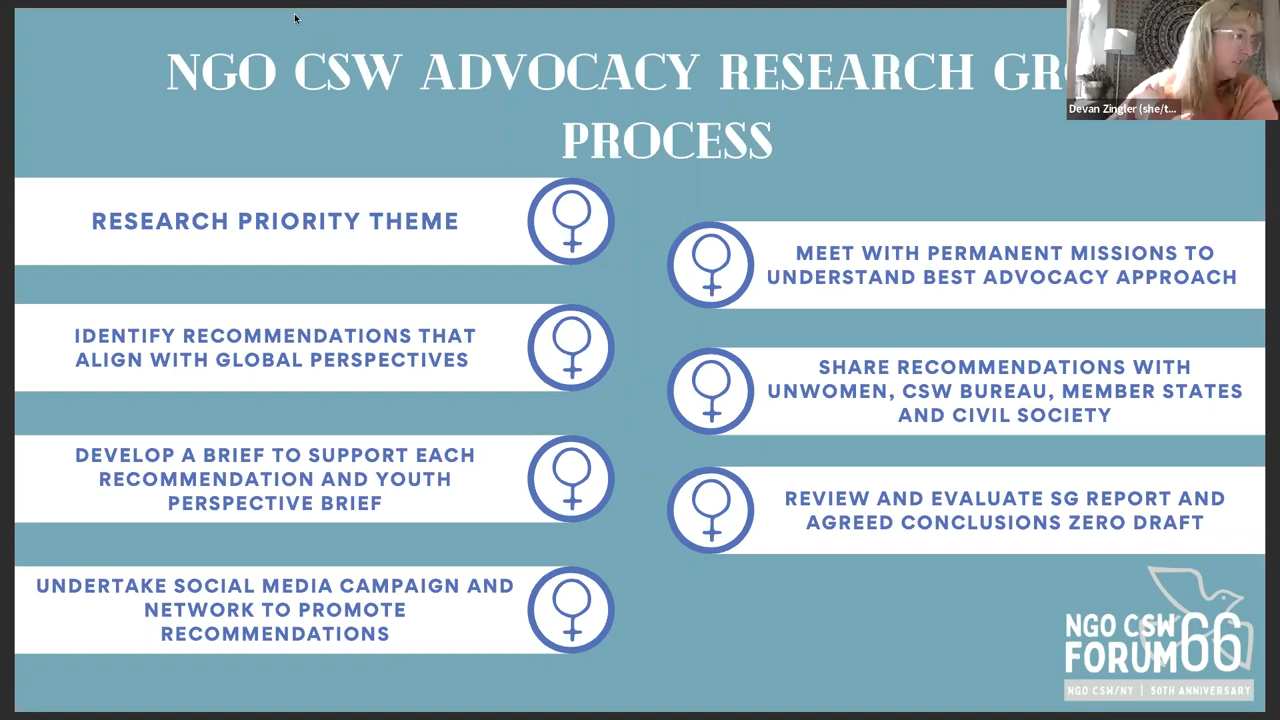 NGO CSW ADVOCACY RESEARCH
PROCESS
RESEARCH PRIORITY THEME
IDENTIFY RECOMMENDATIONS THAT
ALIGN WITH GLOBAL PERSPECTIVES
DEVELOP A BRIEF TO SUPPORT EACH
RECOMMENDATION AND YOUTH
PERSPECTIVE BRIEF
UNDERTAKE SOCIAL MEDIA CAMPAIGN AND
NETWORK TO PROMOTE
RECOMMENDATIONS
MEET WITH PERMANENT MISSIONS TO
UNDERSTAND BEST ADVOCACY APPROACH
SHARE RECOMMENDATIONS WITH
UNWOMEN, CSW BUREAU, MEMBER STATES
AND CIVIL SOCIETY
REVIEW AND EVALUATE SG REPORT AND
AGREED CONCLUSIONS ZERO DRAFT
Devan Zingler (she/t...
NGO CSW
FORUM 66
NGO CSW/NY | 50TH ANNIVERSARY